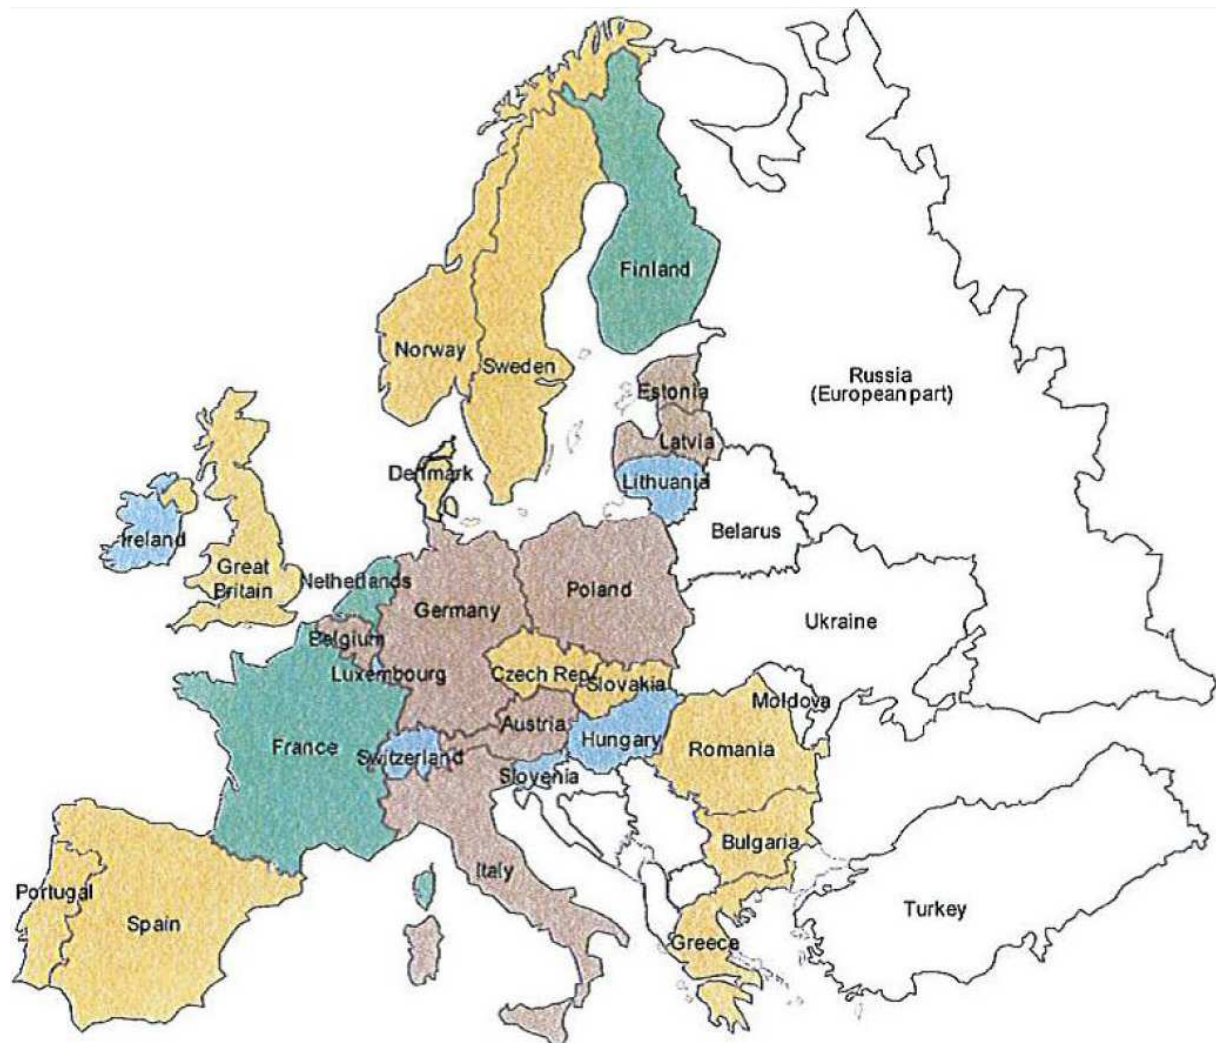 Finland
Norway
Sweden
Estonia
Russia
(European part)
Latvia
Denmark
Lithuania
Ireland
Belarus
Great
Britain
Netherlands
Germany
Poland
Ukraine
Belgium
Luxembourg
Czech Rep.
Slovakia
Moldova
Austria
France
Switzerland
Hungary
Romania
Slovenia
Bulgaria
Italy
Portugal
Spain
Greece
Turkey